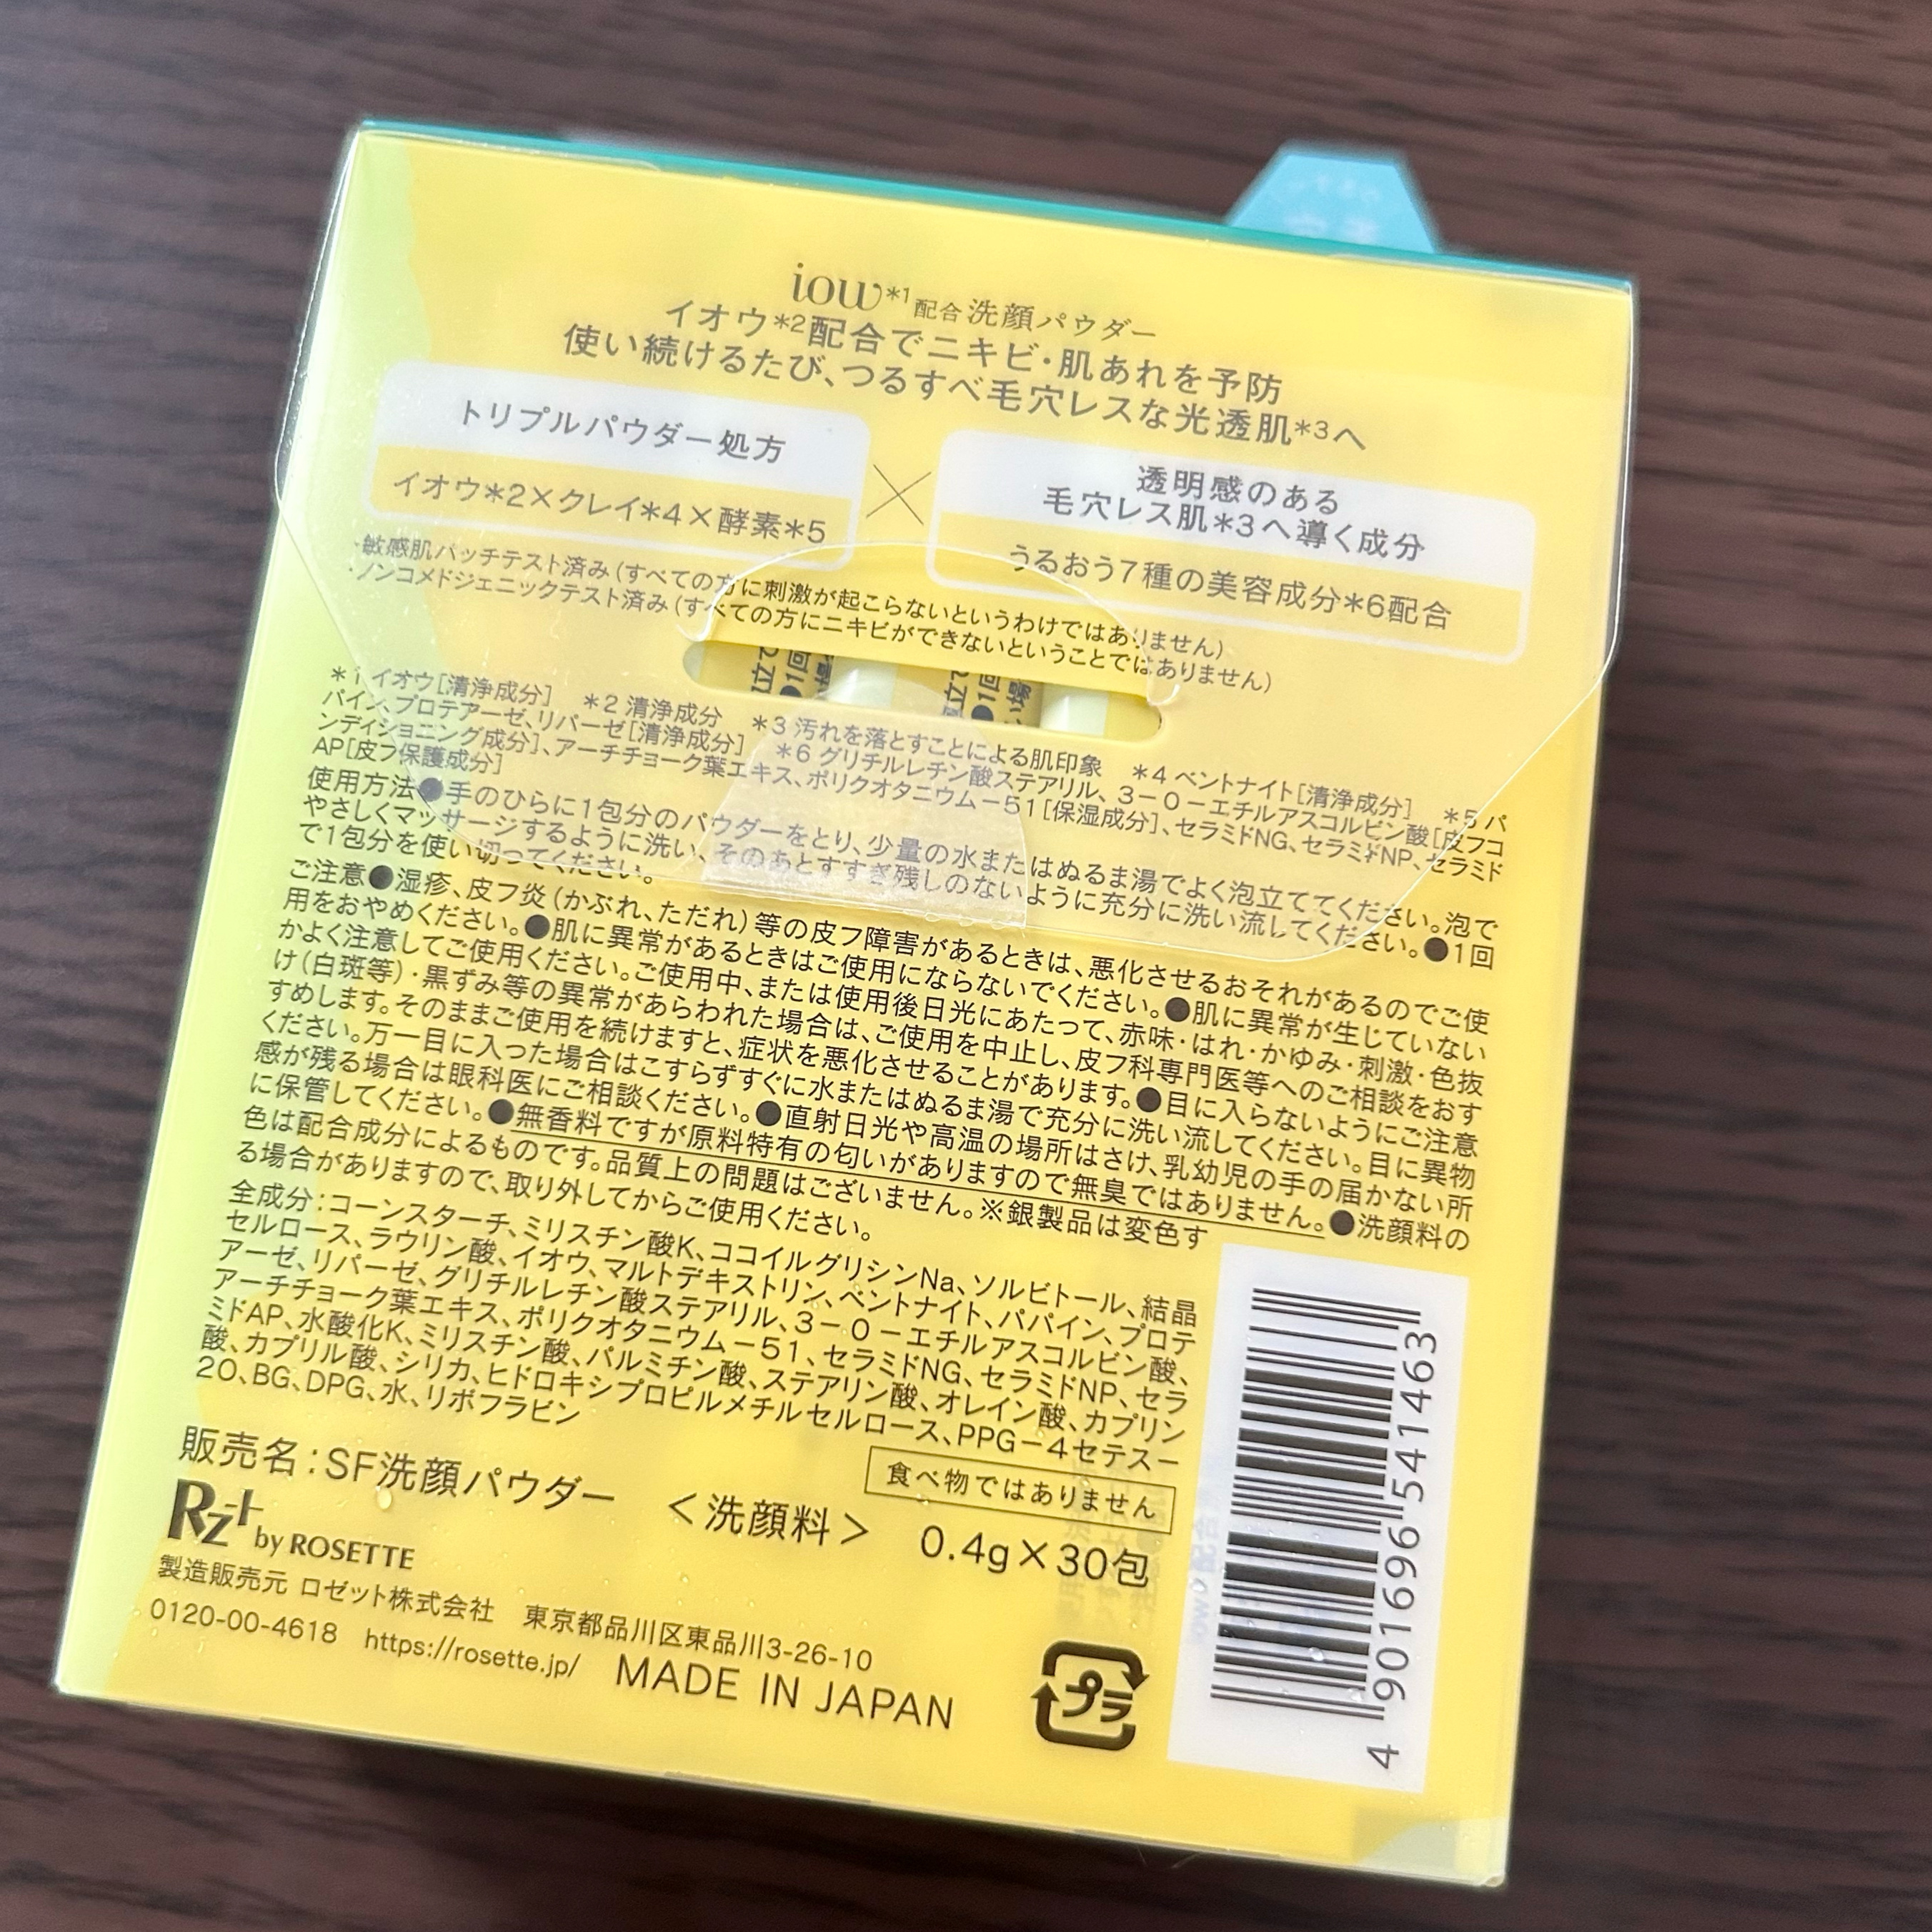 iow*1配合洗顔パウダー
イオウ*2配合でニキビ・肌あれを予防
使い続けるたび、つるすべ毛穴レスな光透肌*3へ
トリプルパウダー処方
イオウ*2×クレイ*4×酵素*5
×
透明感のある
毛穴レス肌*3へ導く成分
うるおう7種の美容成分*6配合
・敏感肌パッチテスト済み(すべての方に刺激が起こらないというわけではありません)
・ノンコメドジェニックテスト済み(すべての方にニキビができないということではありません)
*1 イオウ[清浄成分] *2 清浄成分 *3 汚れを落とすことによる肌印象 *4 ベントナイト[清浄成分] *5 パ
パイン、プロテアーゼ、リパーゼ[清浄成分] *6 グリチルレチン酸ステアリル、3-O-エチルアスコルビン酸[皮フコ
ンディショニング成分]、アーチチョーク葉エキス、ポリクオタニウム-51[保湿成分]、セラミドNG、セラミドNP、セラミド
AP[皮フ保護成分]
使用方法●手のひらに1包分のパウダーをとり、少量の水またはぬるま湯でよく泡立ててください。泡で
やさしくマッサージするように洗い、そのあとすすぎ残しのないように充分に洗い流してください。●1回
で1包分を使い切ってください。
ご注意●湿疹、皮フ炎(かぶれ、ただれ)等の皮フ障害があるときは、悪化させるおそれがあるのでご使
用をおやめください。●肌に異常があるときはご使用にならないでください。●肌に異常が生じていない
かよく注意してご使用ください。ご使用中、または使用後日光にあたって、赤味・はれ・かゆみ・刺激・色抜
け(白斑等)・黒ずみ等の異常があらわれた場合は、ご使用を中止し、皮フ科専門医等へのご相談をおす
すめします。そのままご使用を続けますと、症状を悪化させることがあります。●目に入らないようにご注意
ください。万一目に入った場合はこすらずすぐに水またはぬるま湯で充分に洗い流してください。目に異物
感が残る場合は眼科医にご相談ください。●直射日光や高温の場所はさけ、乳幼児の手の届かない所
に保管してください。●無香料ですが原料特有の匂いがありますので無臭ではありません。●洗顔料の
色は配合成分によるものです。品質上の問題はございません。※銀製品は変色す
る場合がありますので、取り外してからご使用ください。
全成分:コーンスターチ、ミリスチン酸K、ココイルグリシンNa、ソルビトール、結晶
セルロース、ラウリン酸、イオウ、マルトデキストリン、ベントナイト、パパイン、プロテ
アーゼ、リパーゼ、グリチルレチン酸ステアリル、3-O-エチルアスコルビン酸、
アーチチョーク葉エキス、ポリクオタニウム-51、セラミドNG、セラミドNP、セラ
ミドAP、水酸化K、ミリスチン酸、パルミチン酸、ステアリン酸、オレイン酸、カプリン
酸、カプリル酸、シリカ、ヒドロキシプロピルメチルセルロース、PPG-4セテス-
20、BG、DPG、水、リボフラビン
食べ物ではありません
販売名:SF洗顔パウダー <洗顔料> 0.4g×30包
Rz+ by ROSETTE
製造販売元 ロゼット株式会社 東京都品川区東品川3-26-10
0120-00-4618 https://rosette.jp/ MADE IN JAPAN
プラ
4 901696 541463